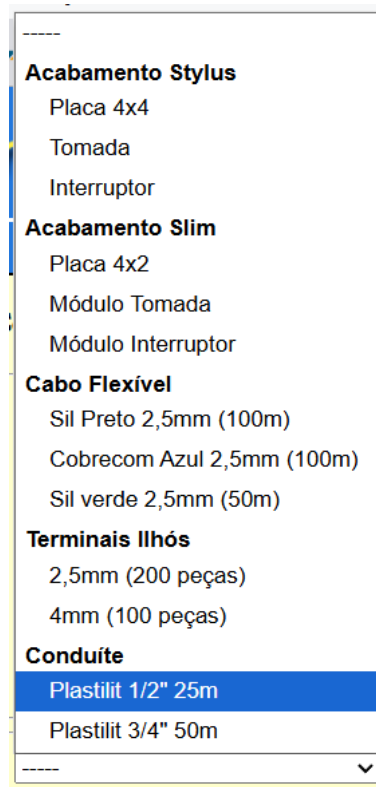 -----
Acabamento Stylus
Placa 4x4
Tomada
Interruptor
Acabamento Slim
Placa 4x2
Módulo Tomada
Módulo Interruptor
Cabo Flexível
Sil Preto 2,5mm (100m)
Cobrecom Azul 2,5mm (100m)
Sil verde 2,5mm (50m)
Terminais Ilhós
2,5mm (200 peças)
4mm (100 peças)
Conduíte
Plastilit 1/2" 25m
Plastilit 3/4" 50m
-----